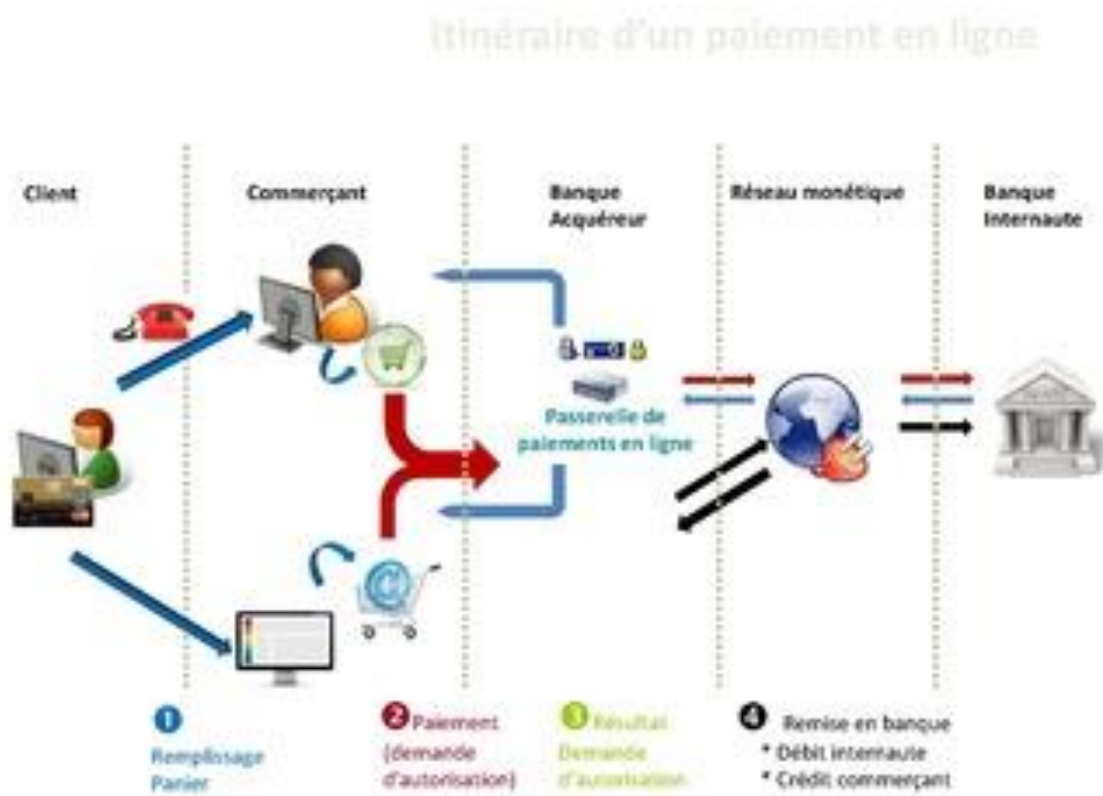 Itinéraire d'un paiement en ligne
Client
Commerçant
Banque
Acquéreur
Réseau monétique
Banque
Internaute
Passerelle de
paiements en ligne
1
Remplissage
Panier
2 Paiement
(demande
d'autorisation)
3 Résultat
Demande
d'autorisation
4 Remise en banque
* Débit internaute
* Crédit commerçant